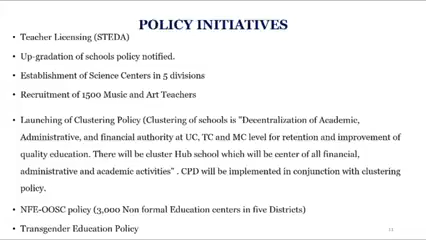 POLICY INITIATIVES
• Teacher Licensing (STEDA)
• Up-gradation of schools policy notified.
• Establishment of Science Centers in 5 divisions
• Recruitment of 1500 Music and Art Teachers
• Launching of Clustering Policy (Clustering of schools is "Decentralization of Academic,
Administrative, and financial authority at UC, TC and MC level for retention and improvement of
quality education. There will be cluster Hub school which will be center of all financial,
administrative and academic activities" . CPD will be implemented in conjunction with clustering
policy.
• NFE-OOSC policy (3,000 Non formal Education centers in five Districts)
• Transgender Education Policy